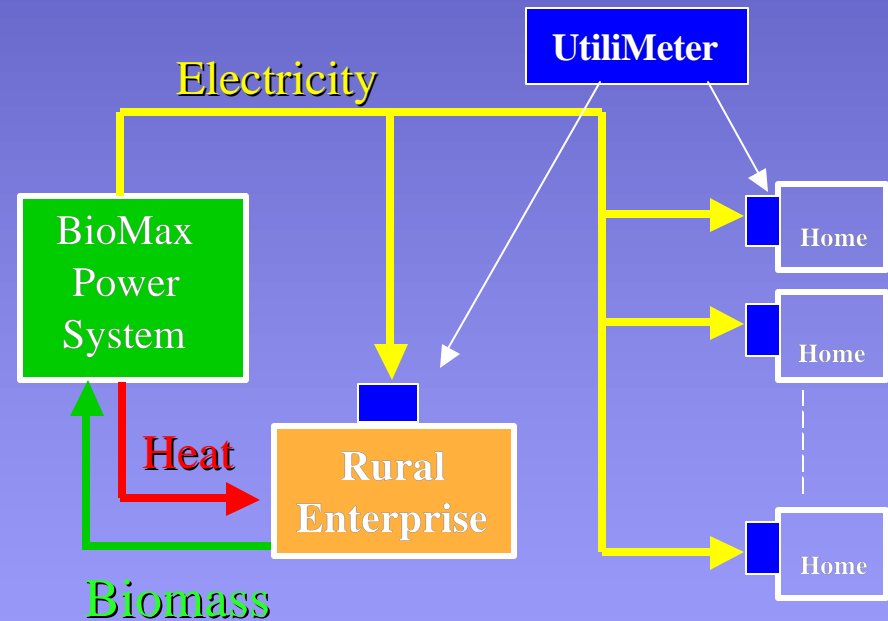 UtiliMeter
Electricity
BioMax
Power
System
Home
Home
Heat
Rural
Enterprise
Home
Biomass